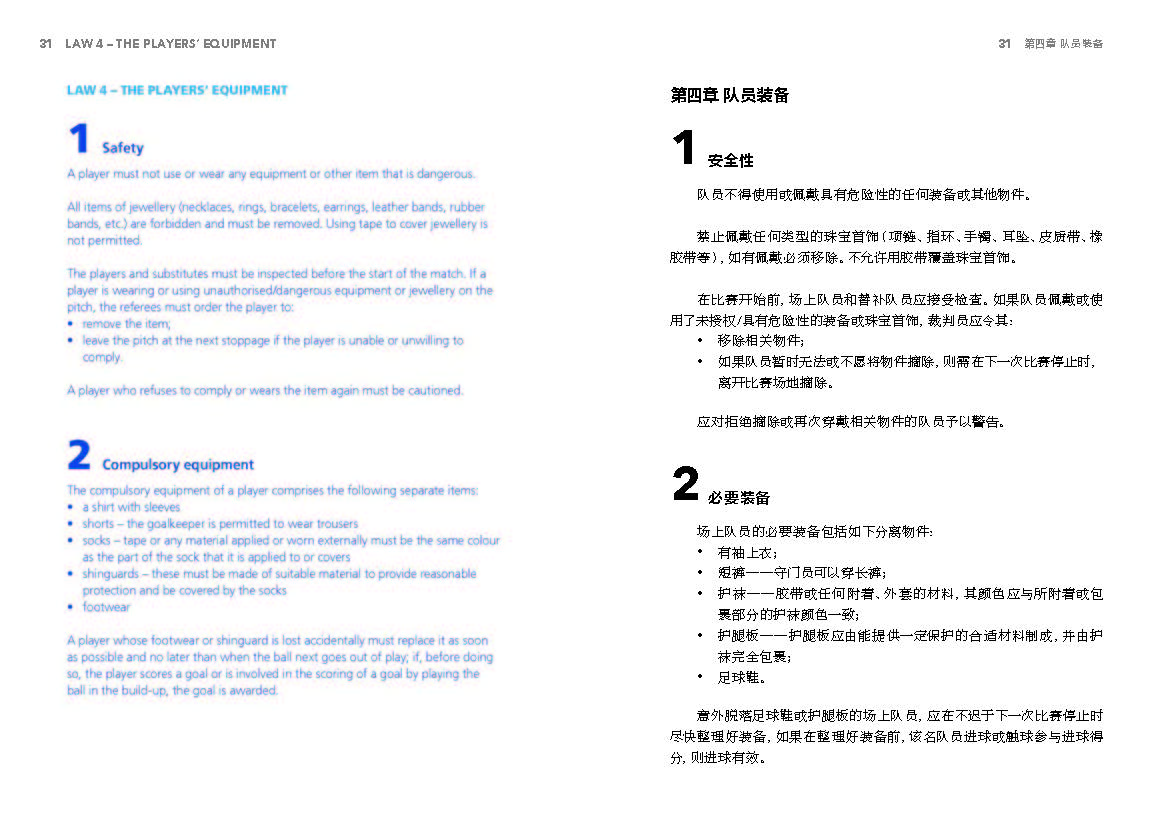 31 LAW 4 – THE PLAYERS' EQUIPMENT
LAW 4 – THE PLAYERS' EQUIPMENT
1 Safety
A player must not use or wear any equipment or other item that is dangerous.
All items of jewellery (necklaces, rings, bracelets, earrings, leather bands, rubber
bands, etc.) are forbidden and must be removed. Using tape to cover jewellery is
not permitted.
The players and substitutes must be inspected before the start of the match. If a
player is wearing or using unauthorised/dangerous equipment or jewellery on the
pitch, the referees must order the player to:
• remove the item;
• leave the pitch at the next stoppage if the player is unable or unwilling to
comply.
A player who refuses to comply or wears the item again must be cautioned.
2 Compulsory equipment
The compulsory equipment of a player comprises the following separate items:
• a shirt with sleeves
• shorts – the goalkeeper is permitted to wear trousers
• socks – tape or any material applied or worn externally must be the same colour
as the part of the sock that it is applied to or covers
• shinguards – these must be made of suitable material to provide reasonable
protection and be covered by the socks
• footwear
A player whose footwear or shinguard is lost accidentally must replace it as soon
as possible and no later than when the ball next goes out of play; if, before doing
so, the player scores a goal or is involved in the scoring of a goal by playing the
ball in the build-up, the goal is awarded.
31 第四章 队员装备
第四章 队员装备
1 安全性
队员不得使用或佩戴具有危险性的任何装备或其他物件。
禁止佩戴任何类型的珠宝首饰（项链、指环、手镯、耳坠、皮质带、橡
胶带等），如有佩戴必须移除。不允许用胶带覆盖珠宝首饰。
在比赛开始前，场上队员和替补队员应接受检查。如果队员佩戴或使
用了未授权/具有危险性的装备或珠宝首饰，裁判员应令其：
• 移除相关物件；
• 如果队员暂时无法或不愿将物件摘除，则需在下一次比赛停止时，
离开比赛场地摘除。
应对拒绝摘除或再次穿戴相关物件的队员予以警告。
2 必要装备
场上队员的必要装备包括如下分离物件：
• 有袖上衣；
• 短裤——守门员可以穿长裤；
• 护袜——胶带或任何附着、外套的材料，其颜色应与所附着或包
裹部分的护袜颜色一致；
• 护腿板——护腿板应由能提供一定保护的合适材料制成，并由护
袜完全包裹；
• 足球鞋。
意外脱落足球鞋或护腿板的场上队员，应在不迟于下一次比赛停止时
尽快整理好装备，如果在整理好装备前，该名队员进球或触球参与进球得
分，则进球有效。